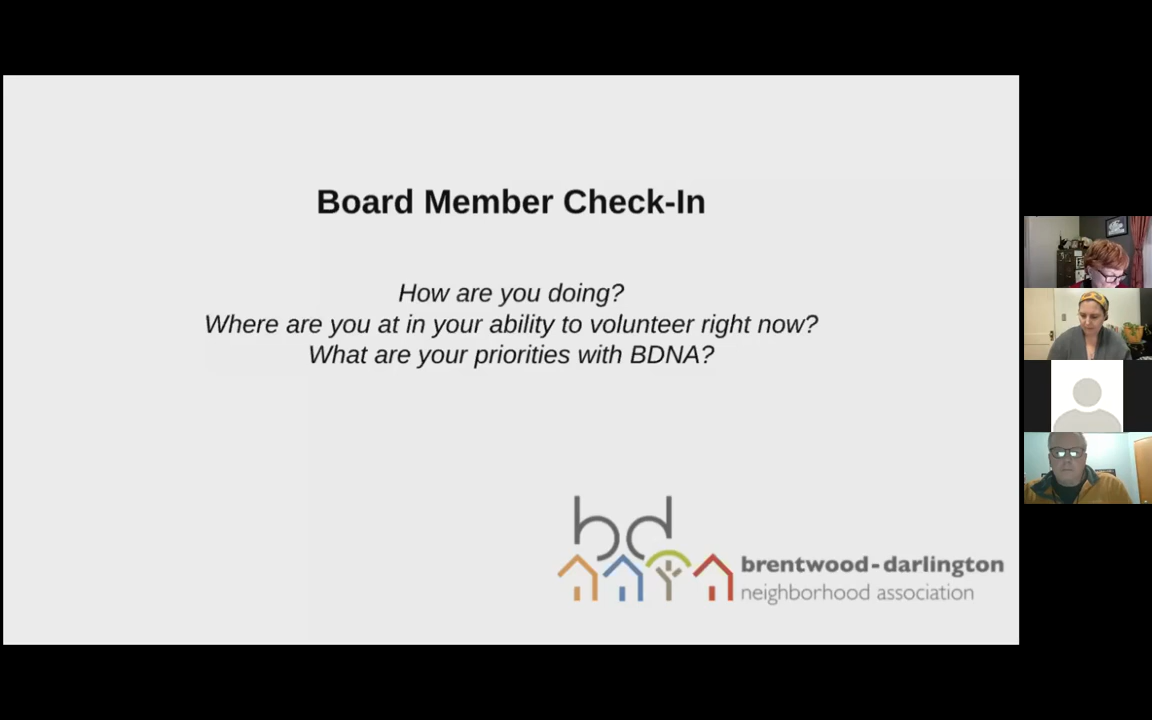 Board Member Check-In
How are you doing?
Where are you at in your ability to volunteer right now?
What are your priorities with BDNA?
bd
brentwood-darlington
neighborhood association